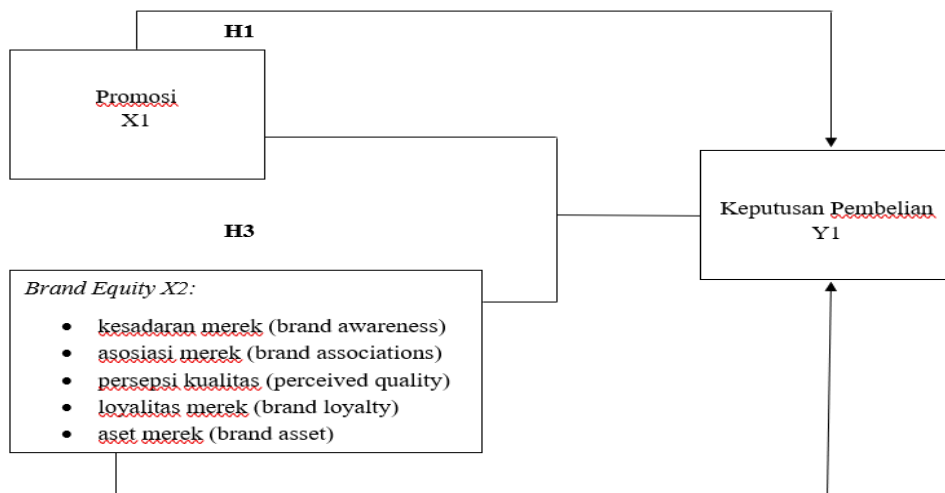 H1
Promosi
X1
Keputusan Pembelian
Y1
H3
Brand Equity X2:
• kesadaran merek (brand awareness)
• asosiasi merek (brand associations)
• persepsi kualitas (perceived quality)
• loyalitas merek (brand loyalty)
• aset merek (brand asset)